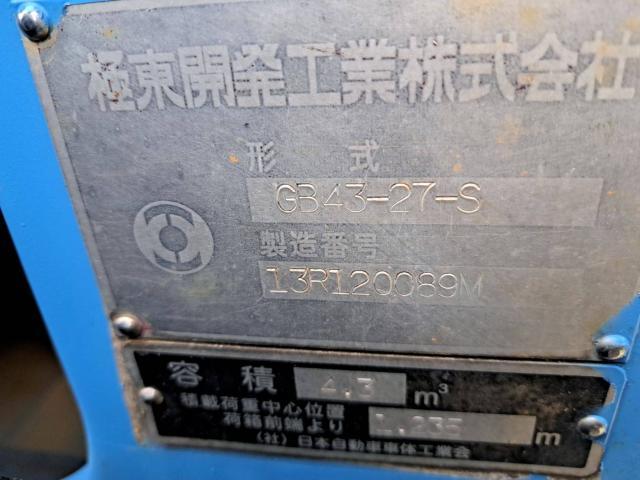 極東開発工業株式会社
形 式
GB43-27-S
製造番号
13R120089M
容 積 4.3 m³
積載荷重中心位置
荷箱前端より 1.235 m
(社)日本自動車車体工業会